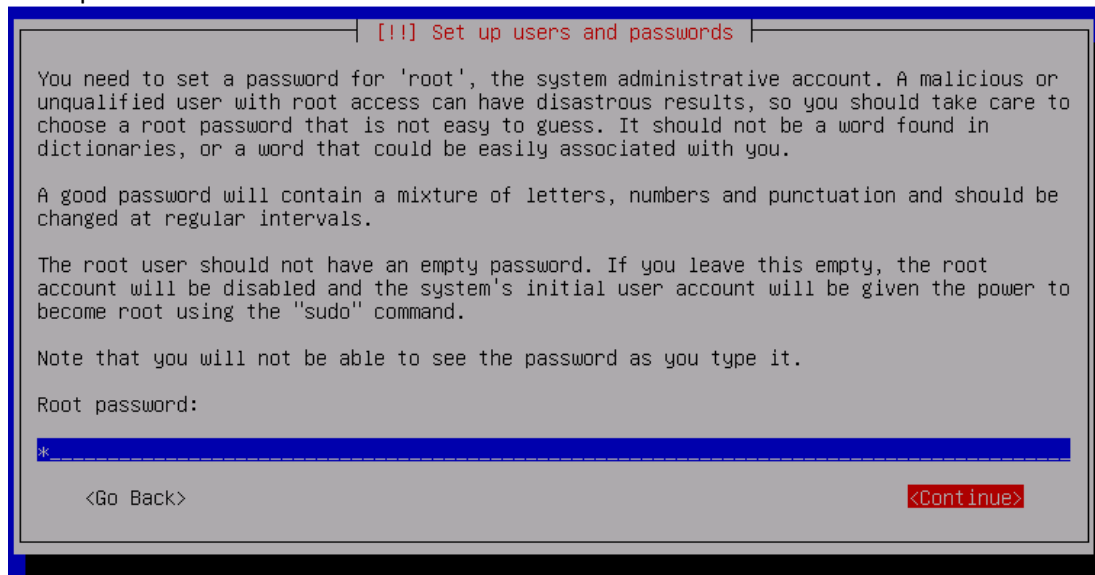 [!!] Set up users and passwords
You need to set a password for 'root', the system administrative account. A malicious or
unqualified user with root access can have disastrous results, so you should take care to
choose a root password that is not easy to guess. It should not be a word found in
dictionaries, or a word that could be easily associated with you.
A good password will contain a mixture of letters, numbers and punctuation and should be
changed at regular intervals.
The root user should not have an empty password. If you leave this empty, the root
account will be disabled and the system's initial user account will be given the power to
become root using the "sudo" command.
Note that you will not be able to see the password as you type it.
Root password:
*
<Go Back> <Continue>